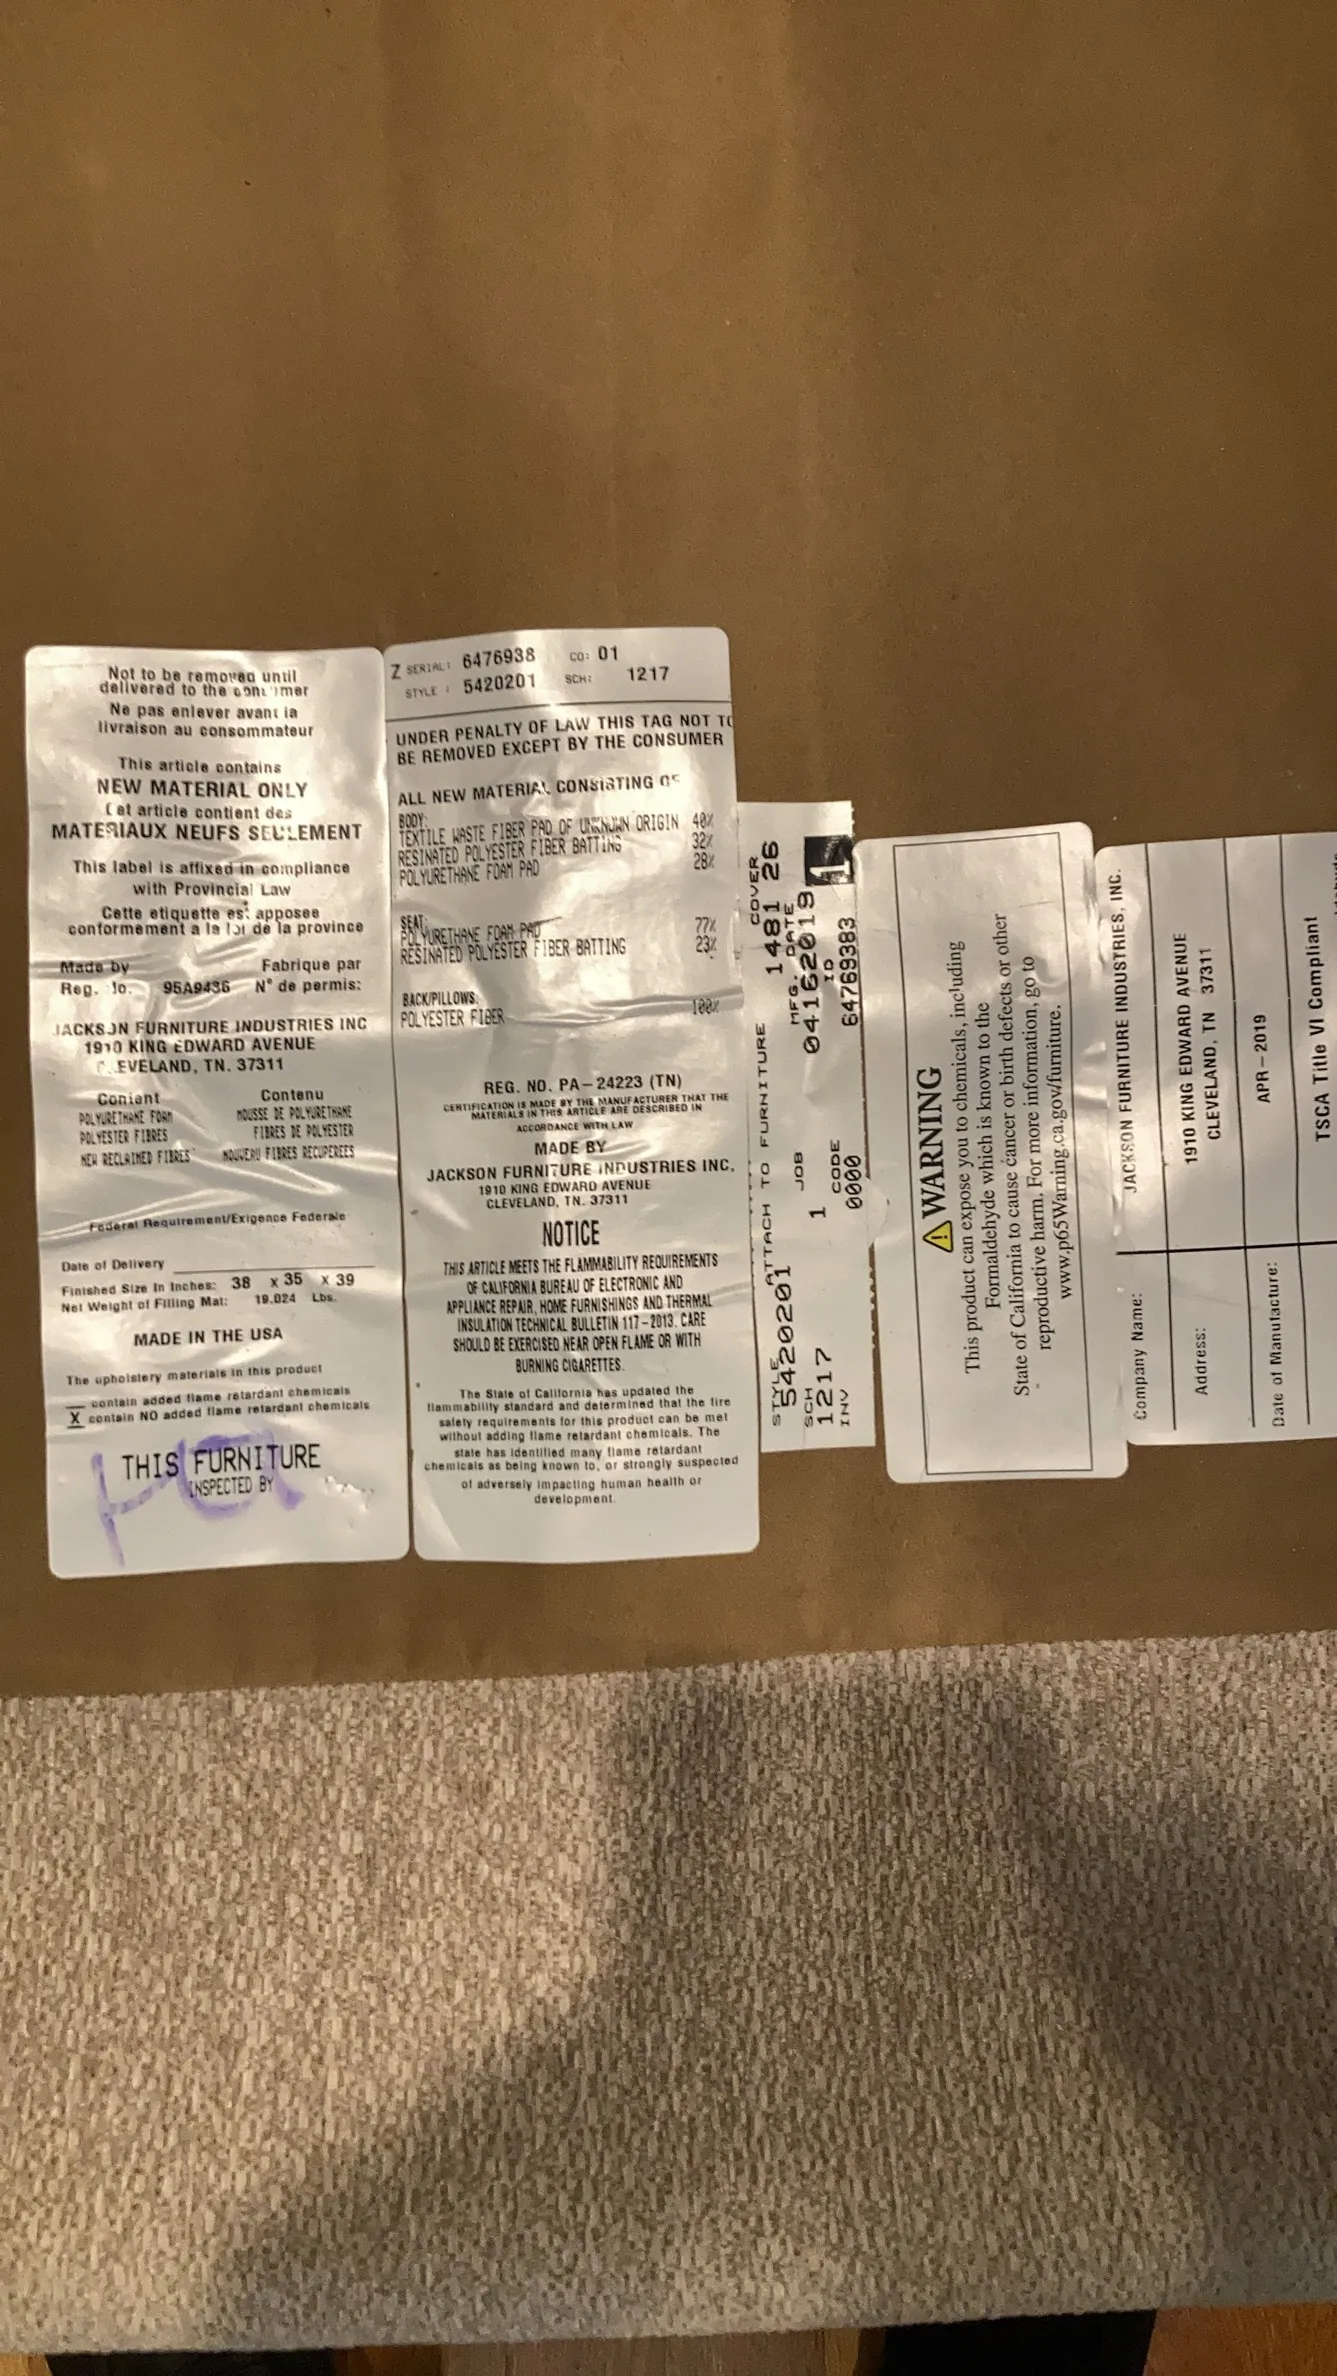 Not to be removed until
delivered to the
Ne pas enlever avant la
livraison au consommateur
This article contains
NEW MATERIAL ONLY
Cet article contient des
MATERIAUX NEUFS SEULEMENT
This label is affixed in compliance
with Provincial Law
Cette etiquette est apposee
conformement a la loi de la province
Made by Fabrique par
Reg. No. 95A9436 N° de permis:
JACKSON FURNITURE INDUSTRIES INC
1910 KING EDWARD AVENUE
CLEVELAND, TN. 37311
Content Contenu
POLYURETHANE FOAM MOUSSE DE POLYURETHANE
POLYESTER FIBRES FIBRES DE POLYESTER
NEW RECLAIMED FIBRES NOUVEAU FIBRES RECUPEREES
Federal Requirement/Exigence Federale
Date of Delivery
Finished Size In Inches: 38 x 35 x 39
Net Weight of Filling Mat: 19.024 Lbs.
MADE IN THE USA
The upholstery materials in this product
__ contain added flame retardant chemicals
X contain NO added flame retardant chemicals
THIS FURNITURE
INSPECTED BY
Z SERIAL: 6476938 CO: 01
STYLE : 5420201 SCH: 1217
UNDER PENALTY OF LAW THIS TAG NOT TO
BE REMOVED EXCEPT BY THE CONSUMER
ALL NEW MATERIAL CONSISTING OF
BODY:
TEXTILE WASTE FIBER PAD OF UNKNOWN ORIGIN 40%
RESINATED POLYESTER FIBER BATTING 32%
POLYURETHANE FOAM PAD 28%
SEAT:
POLYURETHANE FOAM PAD 77%
RESINATED POLYESTER FIBER BATTING 23%
BACK/PILLOWS:
POLYESTER FIBER 100%
REG. NO. PA-24223 (TN)
CERTIFICATION IS MADE BY THE MANUFACTURER THAT THE
MATERIALS IN THIS ARTICLE ARE DESCRIBED IN
ACCORDANCE WITH LAW
MADE BY
JACKSON FURNITURE INDUSTRIES INC.
1910 KING EDWARD AVENUE
CLEVELAND, TN. 37311
NOTICE
THIS ARTICLE MEETS THE FLAMMABILITY REQUIREMENTS
OF CALIFORNIA BUREAU OF ELECTRONIC AND
APPLIANCE REPAIR, HOME FURNISHINGS AND THERMAL
INSULATION TECHNICAL BULLETIN 117-2013. CARE
SHOULD BE EXERCISED NEAR OPEN FLAME OR WITH
BURNING CIGARETTES.
The State of California has updated the
flammability standard and determined that the fire
safety requirements for this product can be met
without adding flame retardant chemicals. The
state has identified many flame retardant
chemicals as being known to, or strongly suspected
of adversely impacting human health or
development.
ATTACH TO FURNITURE
STYLE COVER
5420201 1481 26
SCH JOB MFG. DATE
1217 1 04162019 1
INV CODE ID
0000 64769383
⚠WARNING
This product can expose you to chemicals, including
Formaldehyde which is known to the
State of California to cause cancer or birth defects or other
reproductive harm. For more information, go to
www.p65Warning.ca.gov/furniture.
Company Name: JACKSON FURNITURE INDUSTRIES, INC.
Address: 1910 KING EDWARD AVENUE
CLEVELAND, TN 37311
Date of Manufacture: APR-2019
TSCA Title VI Compliant